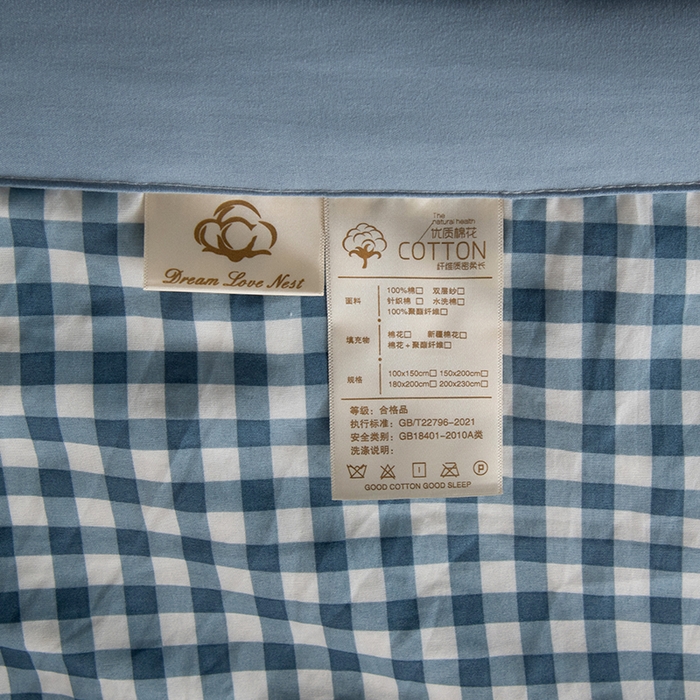 Dream Love Nest
The
natural health
优质棉花
COTTON
纤细质密柔长
面料
100%棉□ 双层纱□
针织棉 □ 水洗棉□
100%聚酯纤维□
填充物
棉花□ 新疆棉花□
棉花+聚酯纤维□
规格
100x150cm□ 150x200cm□
180x200cm□ 200x230cm□
等级：合格品
执行标准：GB/T22796-2021
安全类别：GB18401-2010A类
洗涤说明：
P
GOOD COTTON GOOD SLEEP